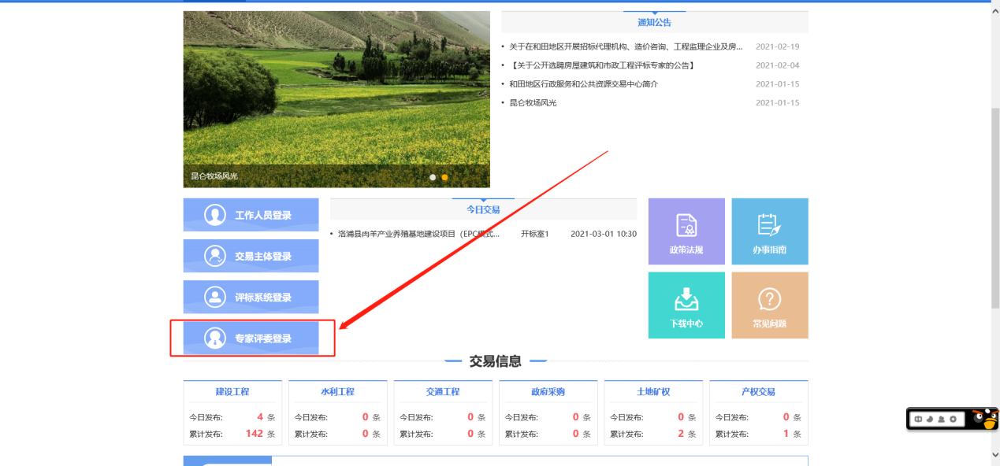 通知公告
• 关于在和田地区开展招标代理机构、造价咨询、工程监理企业及房... 2021-02-19
• 【关于公开选聘房屋建筑和市政工程评标专家的公告】 2021-02-04
• 和田地区行政服务和公共资源交易中心简介 2021-01-15
• 昆仑牧场风光 2021-01-15
昆仑牧场风光
工作人员登录
交易主体登录
评标系统登录
专家评委登录
今日交易
• 洛浦县肉羊产业养殖基地建设项目（EPC模式... 开标室1 2021-03-01 10:30
政策法规 办事指南
下载中心 常见问题
交易信息
建设工程 水利工程 交通工程 政府采购 土地矿权 产权交易
今日发布: 4 条 今日发布: 0 条 今日发布: 0 条 今日发布: 0 条 今日发布: 0 条 今日发布: 0 条
累计发布: 142 条 累计发布: 0 条 累计发布: 0 条 累计发布: 0 条 累计发布: 2 条 累计发布: 1 条
中